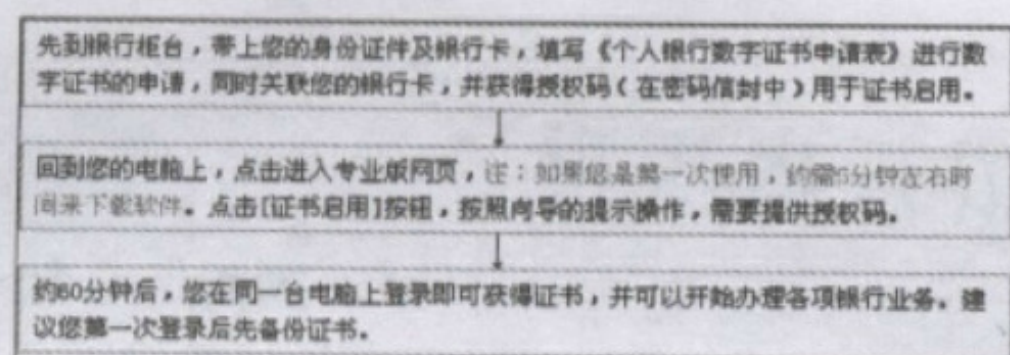 先到银行柜台，带上您的身份证件及银行卡，填写《个人银行数字证书申请表》进行数
字证书的申请，同时关联您的银行卡，并获得授权码（在密码信封中）用于证书启用。
回到您的电脑上，点击进入专业版网页，注：如果您是第一次使用，约需5分钟左右时
间来下载软件。点击[证书启用]按钮，按照向导的提示操作，需要提供授权码。
约60分钟后，您在同一台电脑上登录即可获得证书，并可以开始办理各项银行业务。建
议您第一次登录后先备份证书。